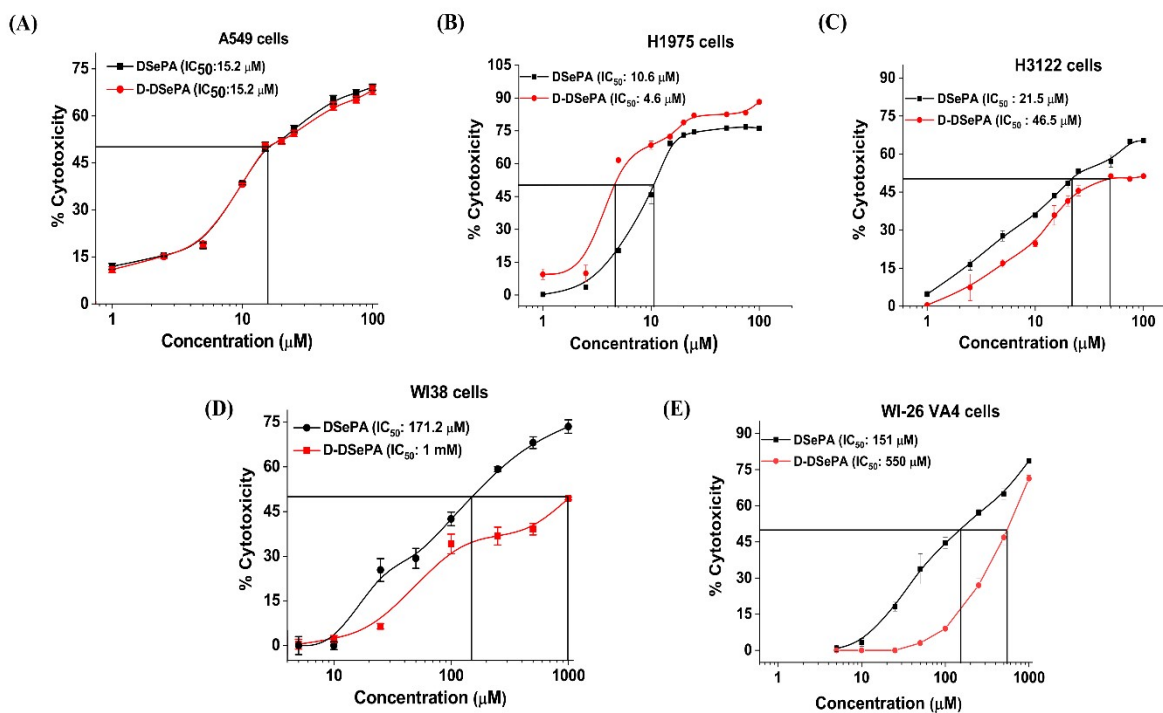 (A)
A549 cells
DSePA (IC50:15.2 μM)
D-DSePA (IC50:15.2 μM)
75
60
45
30
15
0
% Cytotoxicity
1
10
100
Concentration (μM)
(B)
H1975 cells
DSePA (IC50: 10.6 μM)
D-DSePA (IC50: 4.6 μM)
105
90
75
60
45
30
15
0
% Cytotoxicity
1
10
100
Concentration (μM)
(C)
H3122 cells
DSePA (IC50 : 21.5 μM)
D-DSePA (IC50 : 46.5 μM)
90
75
60
45
30
15
0
% Cytotoxicity
1
10
100
Concentration (μM)
(D)
WI38 cells
DSePA (IC50: 171.2 μM)
D-DSePA (IC50: 1 mM)
75
60
45
30
15
0
% Cytotoxicity
10
100
1000
Concentration (μM)
(E)
WI-26 VA4 cells
DSePA (IC50: 151 μM)
D-DSePA (IC50: 550 μM)
90
75
60
45
30
15
0
% Cytotoxicity
1
10
100
1000
Concentration (μM)